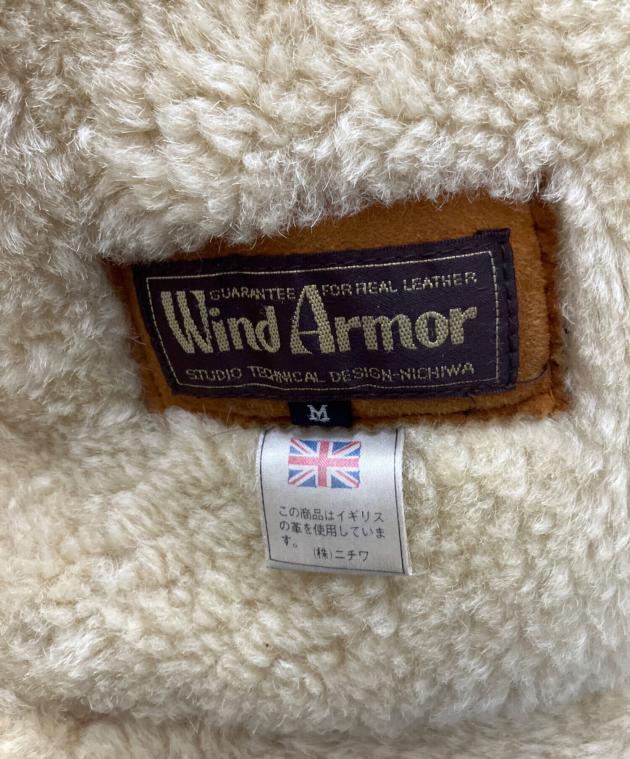 GUARANTEE FOR REAL LEATHER
Wind Armor
STUDIO TECHNICAL DESIGN-NICHIWA
M
この商品はイギリス
の革を使用していま
す。
(株)ニチワ